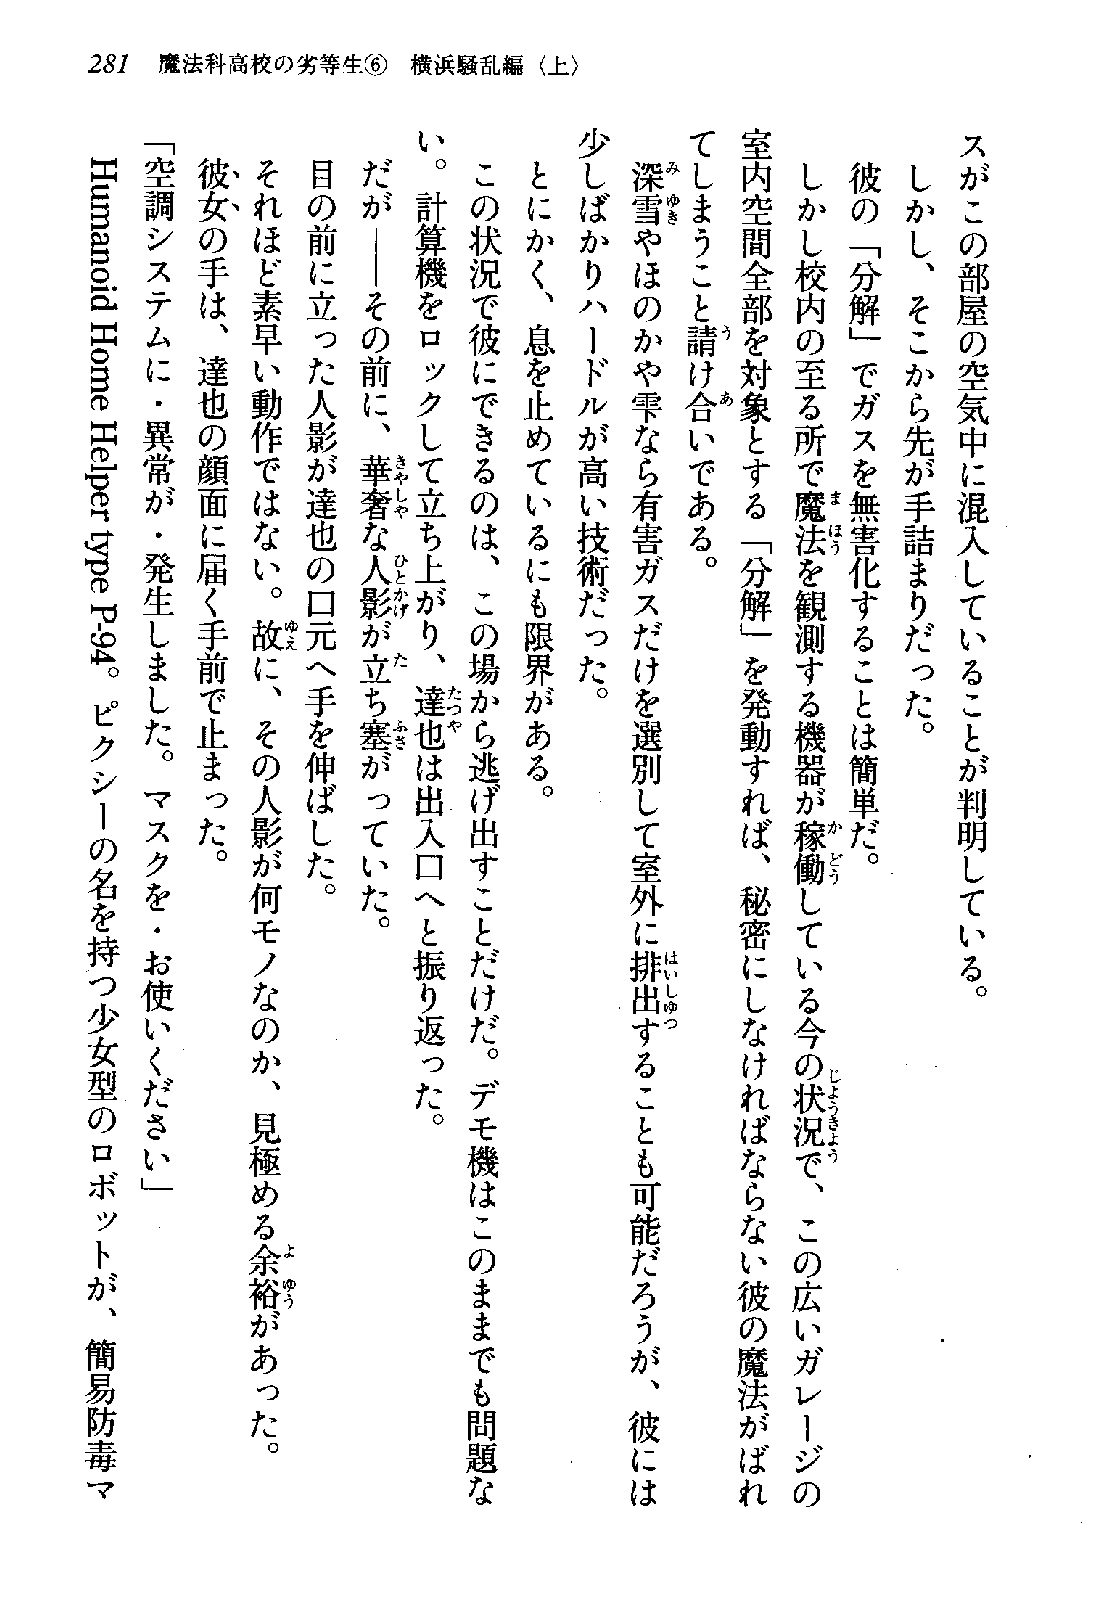 281 魔法科高校の劣等生⑥ 横浜騒乱編〈上〉
スがこの部屋の空気中に混入していることが判明している。
しかし、そこから先が手詰まりだった。
彼の「分解」でガスを無害化することは簡単だ。
しかし校内の至る所で魔法を観測する機器が稼働している今の状況で、この広いガレージの
室内空間全部を対象とする「分解」を発動すれば、秘密にしなければならない彼の魔法がばれ
てしまうこと請け合いである。
深雪やほのかや雫なら有害ガスだけを選別して室外に排出することも可能だろうが、彼には
少しばかりハードルが高い技術だった。
とにかく、息を止めているにも限界がある。
この状況で彼にできるのは、この場から逃げ出すことだけだ。デモ機はこのままでも問題な
い。計算機をロックして立ち上がり、達也は出入口へと振り返った。
だが――その前に、華奢な人影が立ち塞がっていた。
目の前に立った人影が達也の口元へ手を伸ばした。
それほど素早い動作ではない。故に、その人影が何モノなのか、見極める余裕があった。
彼女の手は、達也の顔面に届く手前で止まった。
「空調システムに・異常が・発生しました。マスクを・お使いください」
Humanoid Home Helper type P-94。ピクシーの名を持つ少女型のロボットが、簡易防毒マ